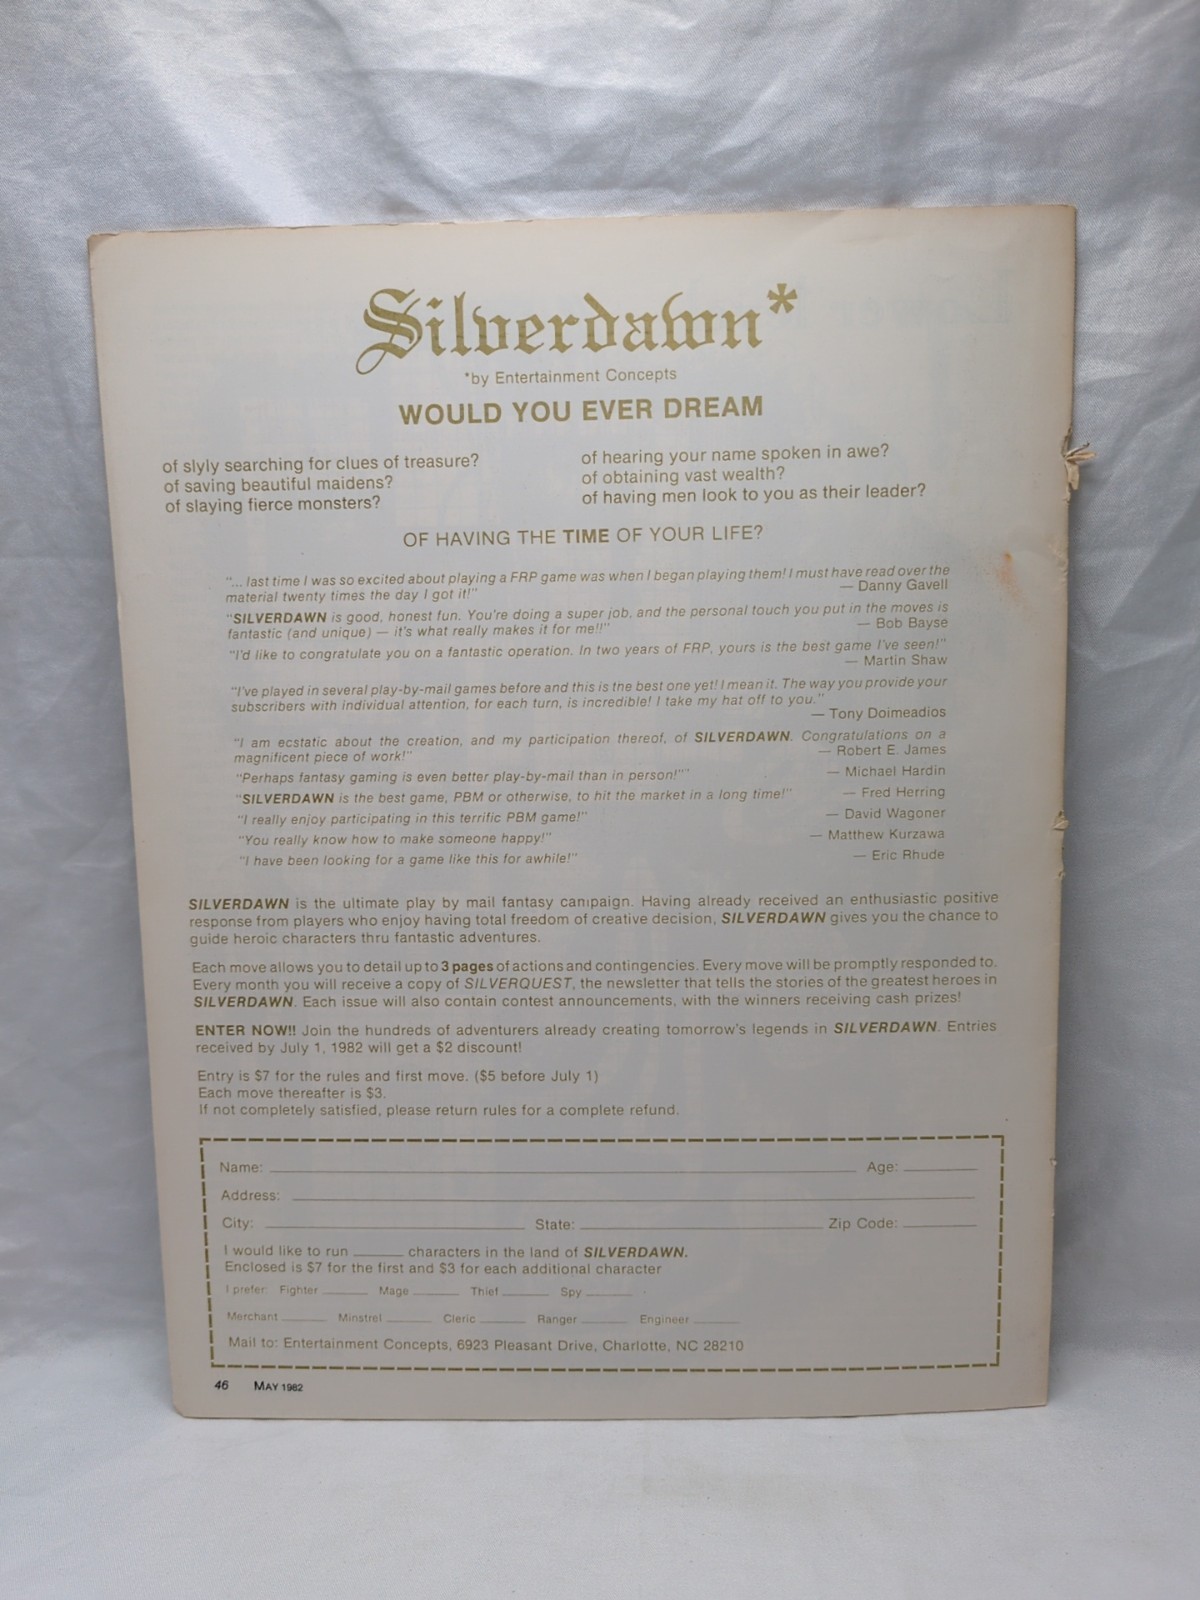 Silverdawn*
*by Entertainment Concepts
WOULD YOU EVER DREAM
of slyly searching for clues of treasure?
of saving beautiful maidens?
of slaying fierce monsters?
of hearing your name spoken in awe?
of obtaining vast wealth?
of having men look to you as their leader?
OF HAVING THE TIME OF YOUR LIFE?
"... last time I was so excited about playing a FRP game was when I began playing them! I must have read over the
material twenty times the day I got it!" — Danny Gavell
"SILVERDAWN is good, honest fun. You're doing a super job, and the personal touch you put in the moves is
fantastic (and unique) — it's what really makes it for me!!" — Bob Bayse
"I'd like to congratulate you on a fantastic operation. In two years of FRP, yours is the best game I've seen!"
— Martin Shaw
"I've played in several play-by-mail games before and this is the best one yet! I mean it. The way you provide your
subscribers with individual attention, for each turn, is incredible! I take my hat off to you."
— Tony Doimeadios
"I am ecstatic about the creation, and my participation thereof, of SILVERDAWN. Congratulations on a
magnificent piece of work!" — Robert E. James
"Perhaps fantasy gaming is even better play-by-mail than in person!"' — Michael Hardin
"SILVERDAWN is the best game, PBM or otherwise, to hit the market in a long time!" — Fred Herring
"I really enjoy participating in this terrific PBM game!" — David Wagoner
"You really know how to make someone happy!" — Matthew Kurzawa
"I have been looking for a game like this for awhile!" — Eric Rhude
SILVERDAWN is the ultimate play by mail fantasy campaign. Having already received an enthusiastic positive
response from players who enjoy having total freedom of creative decision, SILVERDAWN gives you the chance to
guide heroic characters thru fantastic adventures.
Each move allows you to detail up to 3 pages of actions and contingencies. Every move will be promptly responded to.
Every month you will receive a copy of SILVERQUEST, the newsletter that tells the stories of the greatest heroes in
SILVERDAWN. Each issue will also contain contest announcements, with the winners receiving cash prizes!
ENTER NOW!! Join the hundreds of adventurers already creating tomorrow's legends in SILVERDAWN. Entries
received by July 1, 1982 will get a $2 discount!
Entry is $7 for the rules and first move. ($5 before July 1)
Each move thereafter is $3.
If not completely satisfied, please return rules for a complete refund.
Name: Age:
Address:
City: State: Zip Code:
I would like to run characters in the land of SILVERDAWN.
Enclosed is $7 for the first and $3 for each additional character
I prefer: Fighter Mage Thief Spy
Merchant Minstrel Cleric Ranger Engineer
Mail to: Entertainment Concepts, 6923 Pleasant Drive, Charlotte, NC 28210
46 MAY 1982